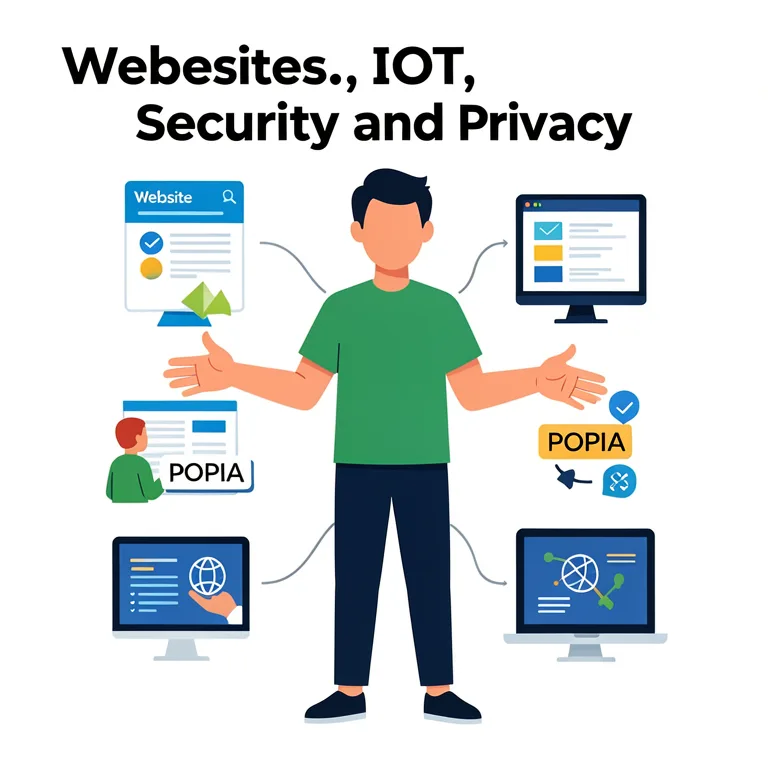 Webesites., IOT,
Security and Privacy
Website
POPIA
POPIA